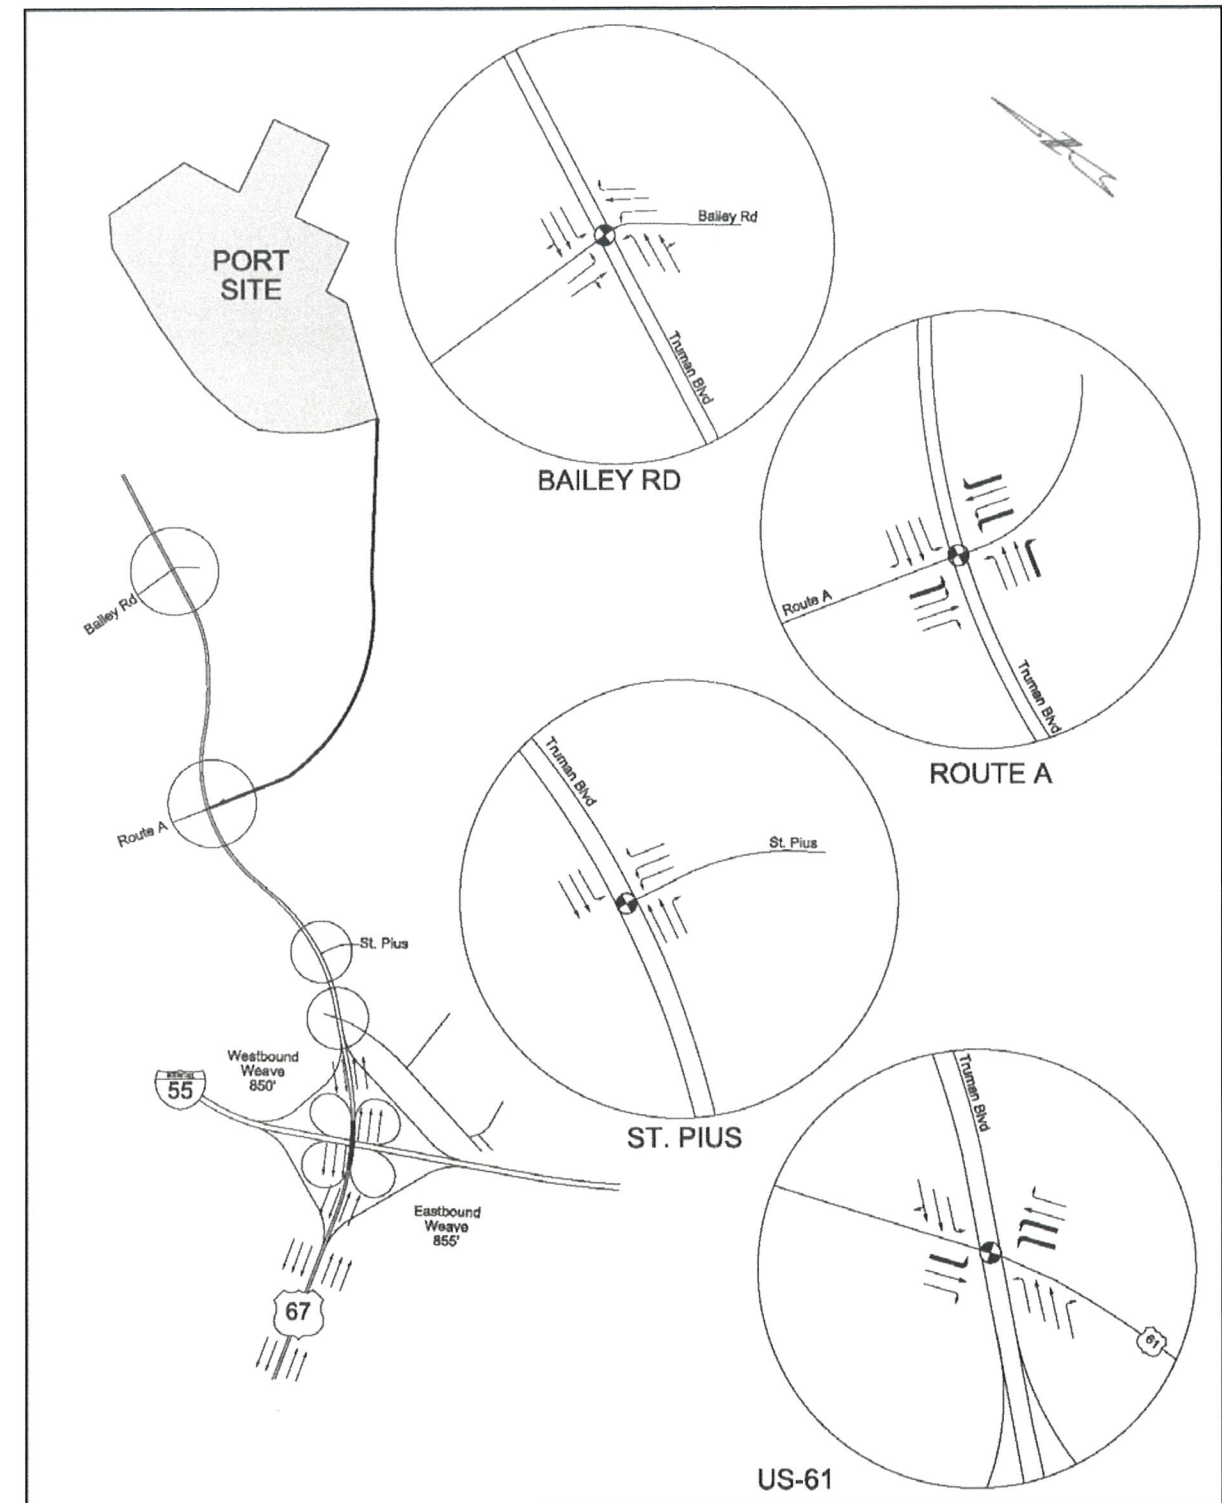 Bailey Rd
Truman Blvd
BAILEY RD
PORT
SITE
Route A
Truman Blvd
ROUTE A
Bailey Rd
Route A
Truman Blvd
St. Pius
ST. PIUS
St. Pius
Westbound
Weave
850'
55
Eastbound
Weave
855'
67
Truman Blvd
61
US-61